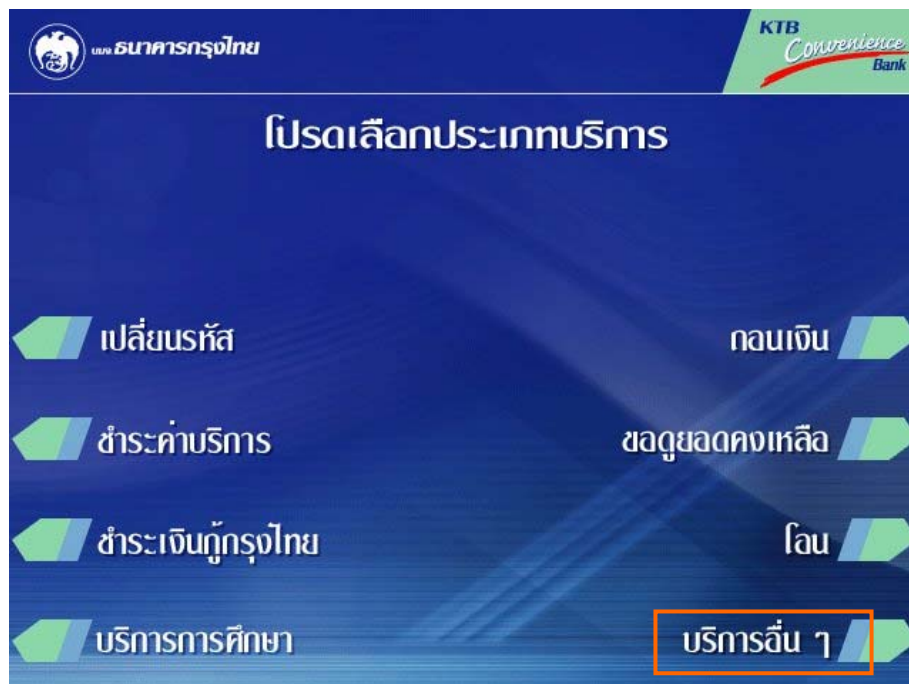 บมจ.ธนาคารกรุงไทย
KTB
Convenience
Bank
โปรดเลือกประเภทบริการ
เปลี่ยนรหัส
ถอนเงิน
ชำระค่าบริการ
ขอดูยอดคงเหลือ
ชำระเงินกู้กรุงไทย
โอน
บริการการศึกษา
บริการอื่น ๆ